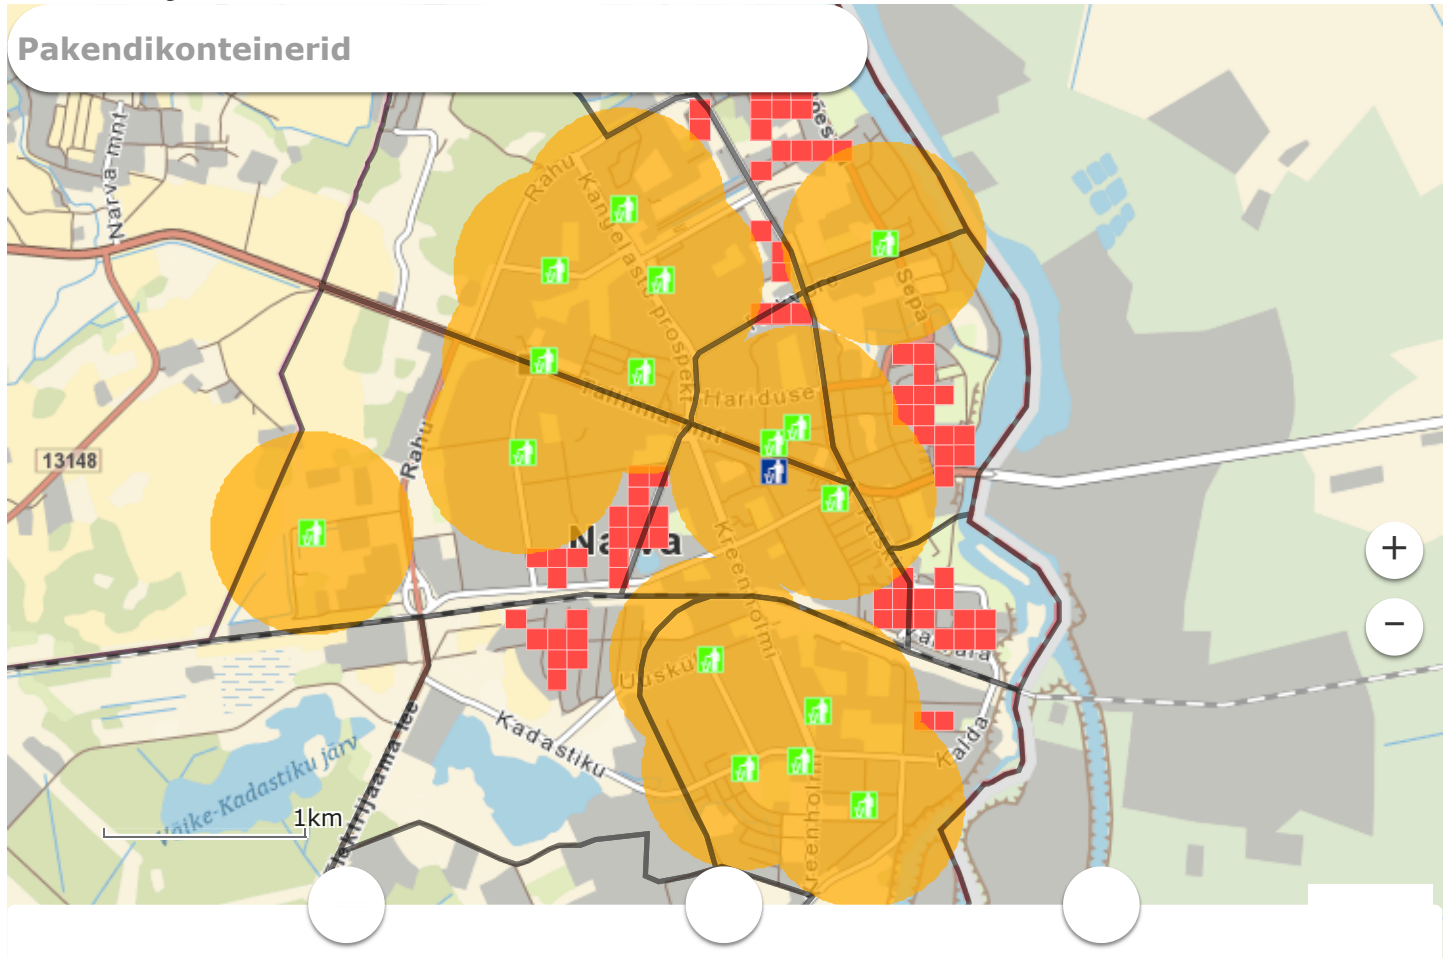 Pakendikonteinerid
Narva mnt
Rahu
Kangelaste prospekt
Sepa
Tallinna mnt
Hariduse
Rahu
13148
Narva
Kreenholmi
Uusküla
Kadastiku
Kalda
Väike-Kadastiku järv
1km
Kreenholmi
+
−